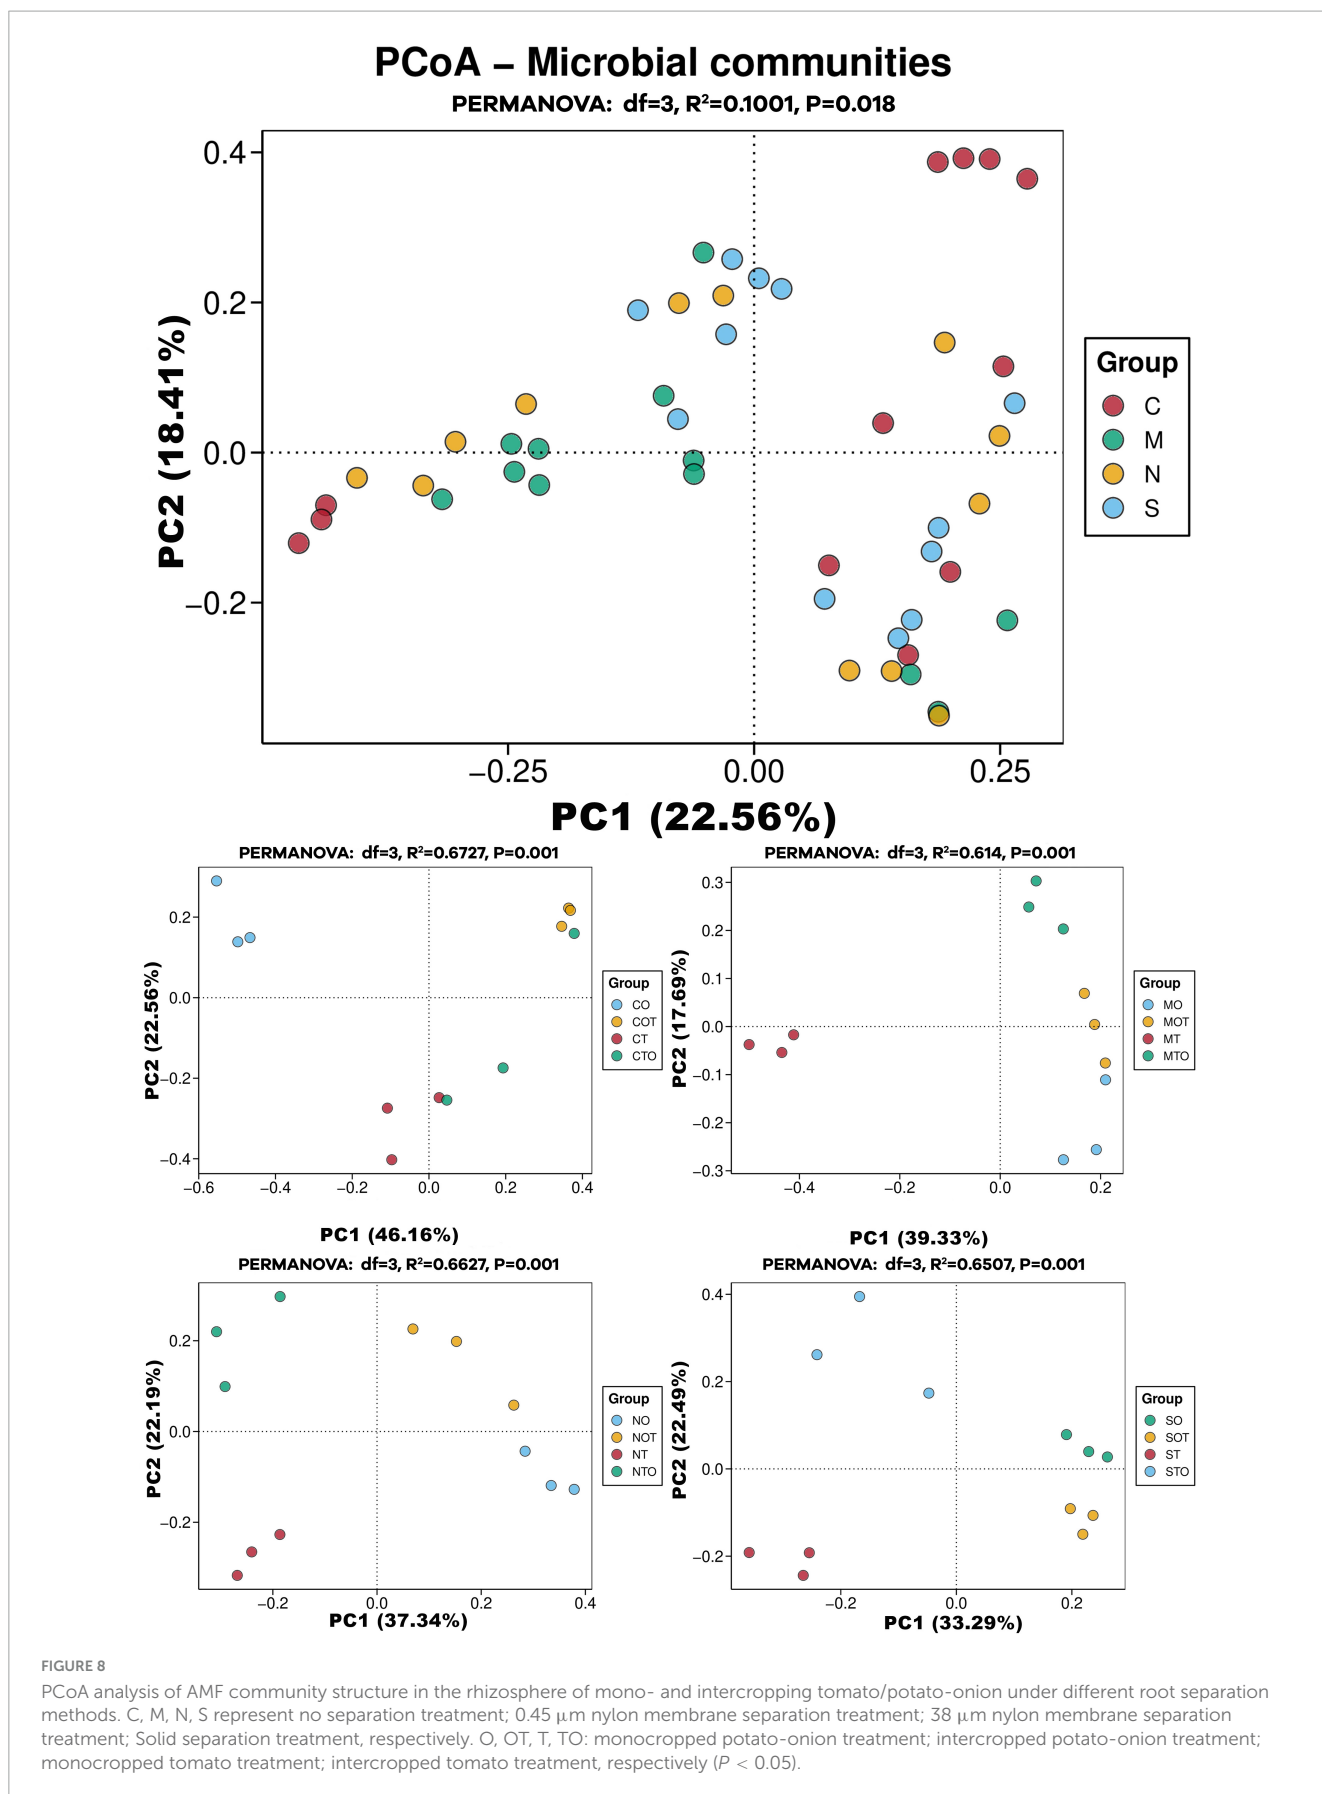 PCoA – Microbial communities
PERMANOVA: df=3, R²=0.1001, P=0.018
0.4
0.2
0.0
−0.2
PC2 (18.41%)
−0.25
0.00
0.25
PC1 (22.56%)
Group
C
M
N
S
PERMANOVA: df=3, R²=0.6727, P=0.001
0.2
0.0
−0.2
−0.4
PC2 (22.56%)
−0.6
−0.4
−0.2
0.0
0.2
0.4
PC1 (46.16%)
Group
CO
COT
CT
CTO
PERMANOVA: df=3, R²=0.614, P=0.001
0.3
0.2
0.1
0.0
−0.1
−0.2
−0.3
PC2 (17.69%)
−0.4
−0.2
0.0
0.2
PC1 (39.33%)
Group
MO
MOT
MT
MTO
PERMANOVA: df=3, R²=0.6627, P=0.001
0.2
0.0
−0.2
PC2 (22.19%)
−0.2
0.0
0.2
0.4
PC1 (37.34%)
Group
NO
NOT
NT
NTO
PERMANOVA: df=3, R²=0.6507, P=0.001
0.4
0.2
0.0
−0.2
PC2 (22.49%)
−0.2
0.0
0.2
PC1 (33.29%)
Group
SO
SOT
ST
STO
FIGURE 8
PCoA analysis of AMF community structure in the rhizosphere of mono- and intercropping tomato/potato-onion under different root separation
methods. C, M, N, S represent no separation treatment; 0.45 μm nylon membrane separation treatment; 38 μm nylon membrane separation
treatment; Solid separation treatment, respectively. O, OT, T, TO: monocropped potato-onion treatment; intercropped potato-onion treatment;
monocropped tomato treatment; intercropped tomato treatment, respectively (P < 0.05).